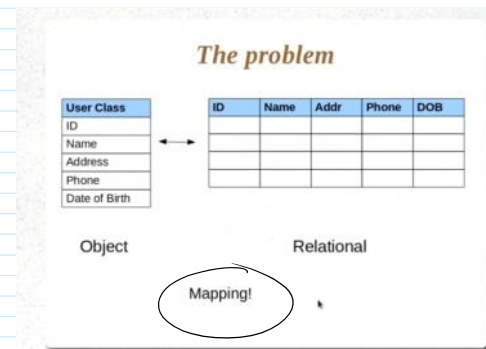 The problem
User Class
ID
Name
Address
Phone
Date of Birth
ID Name Addr Phone DOB
Object Relational
Mapping!